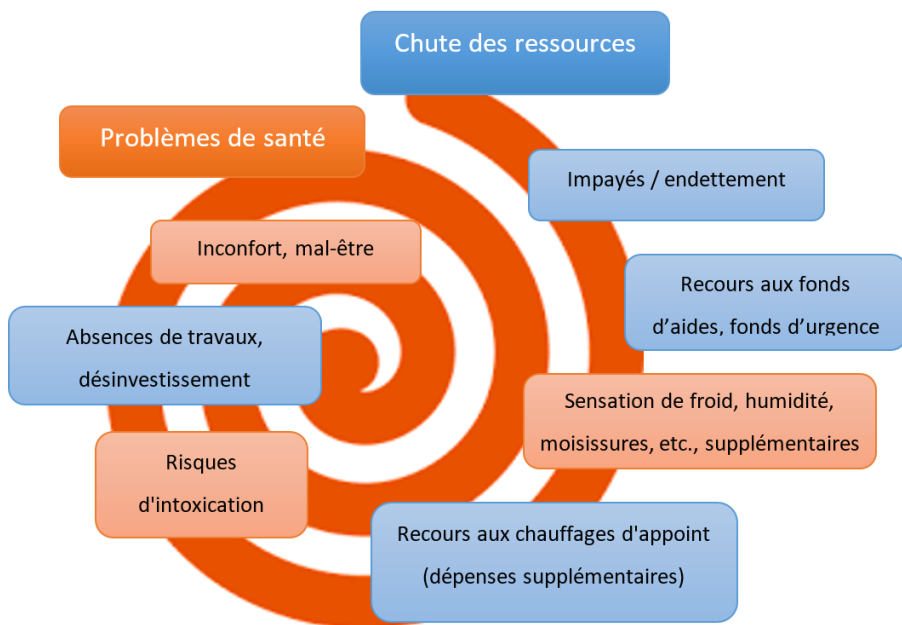 Chute des ressources
Problèmes de santé
Impayés / endettement
Inconfort, mal-être
Recours aux fonds
d’aides, fonds d’urgence
Absences de travaux,
désinvestissement
Sensation de froid, humidité,
moisissures, etc., supplémentaires
Risques
d'intoxication
Recours aux chauffages d'appoint
(dépenses supplémentaires)